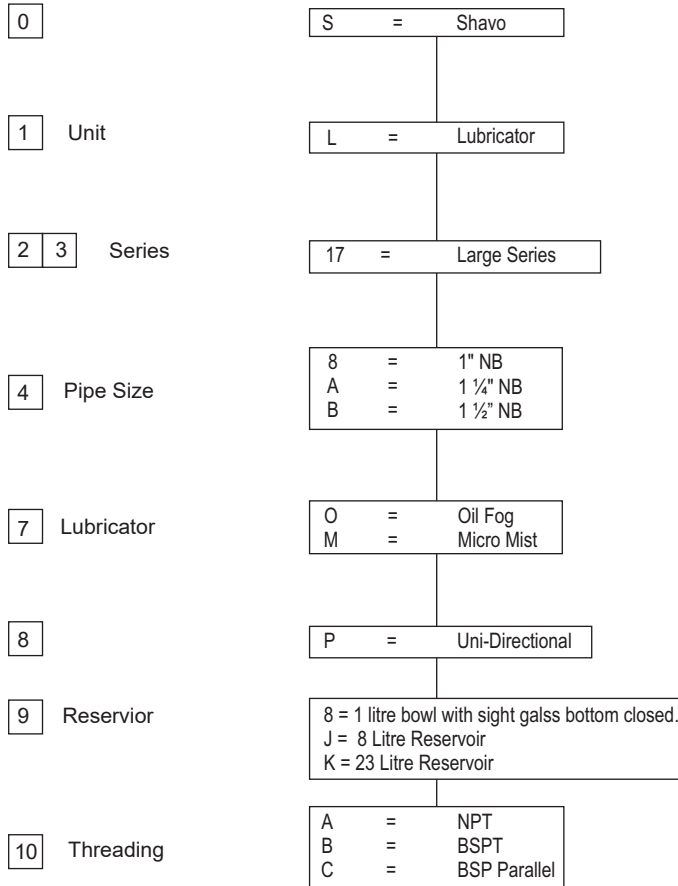 0 S = Shavo
1 Unit L = Lubricator
2 3 Series 17 = Large Series
8 = 1" NB
4 Pipe Size A = 1 ¼" NB
B = 1 ½” NB
7 Lubricator O = Oil Fog
M = Micro Mist
8 P = Uni-Directional
9 Reservior 8 = 1 litre bowl with sight galss bottom closed.
J = 8 Litre Reservoir
K = 23 Litre Reservoir
A = NPT
10 Threading B = BSPT
C = BSP Parallel